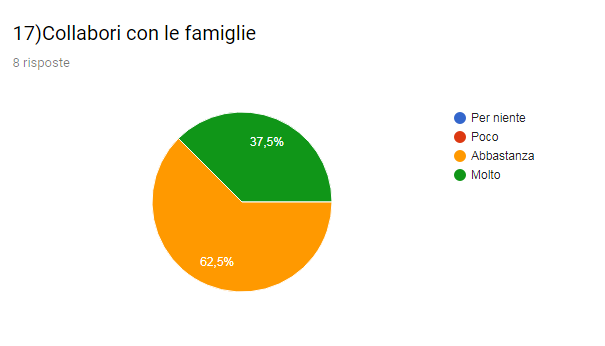 17)Collabori con le famiglie
8 risposte
37,5%
62,5%
Per niente
Poco
Abbastanza
Molto